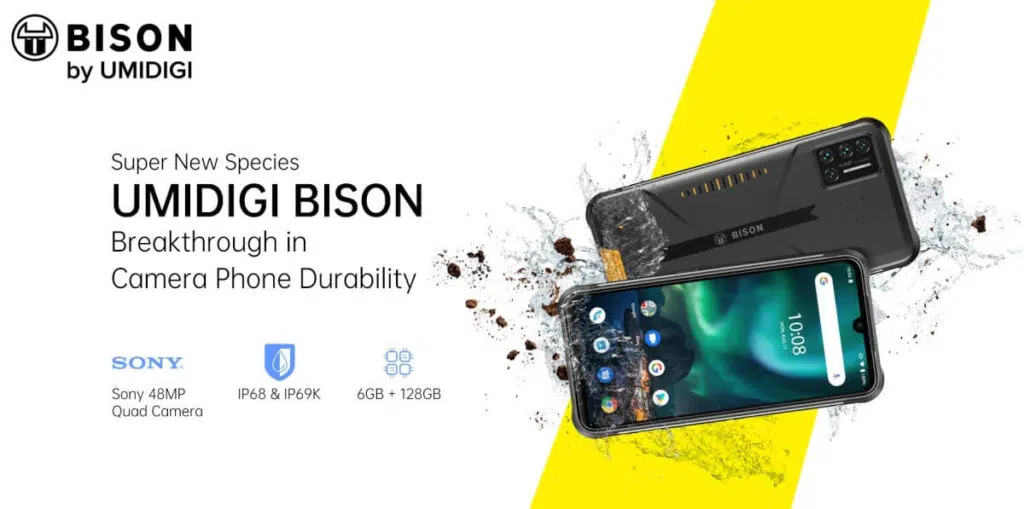 BISON
by UMIDIGI
Super New Species
UMIDIGI BISON
Breakthrough in
Camera Phone Durability
SONY
Sony 48MP
Quad Camera
IP68 & IP69K
6GB + 128GB
BISON
10:08